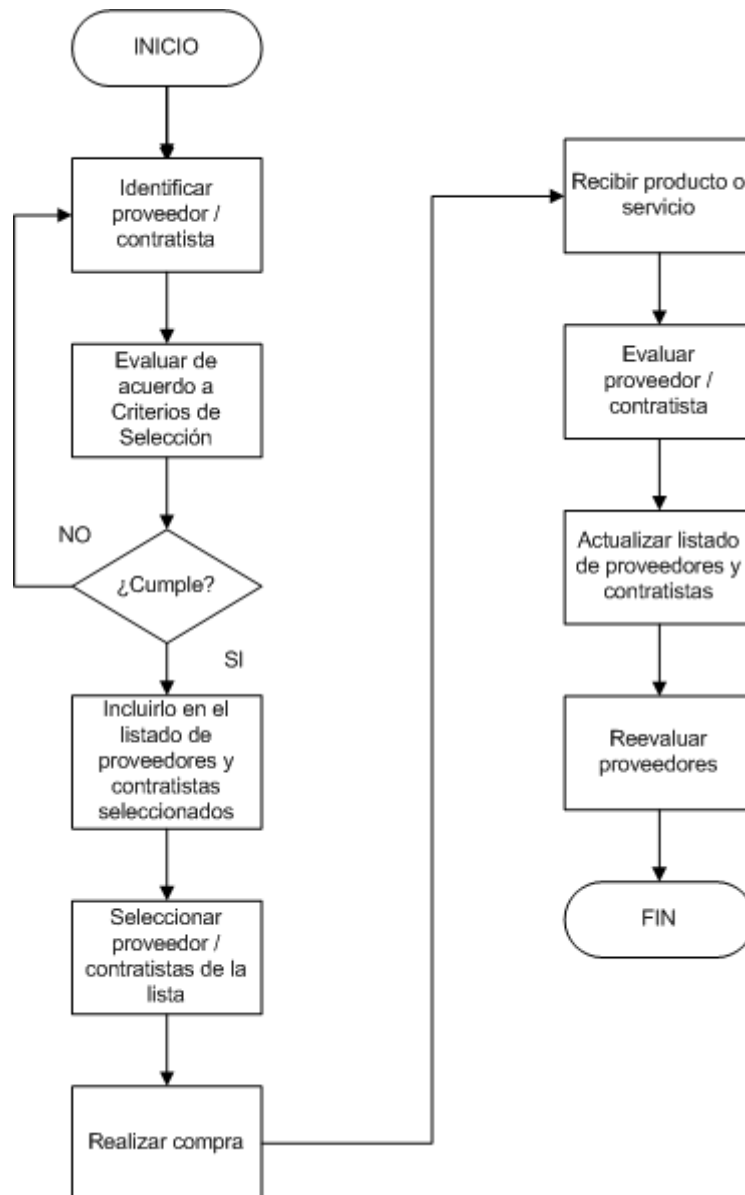 INICIO
Identificar
proveedor /
contratista
Evaluar de
acuerdo a
Criterios de
Selección
NO
¿Cumple?
SI
Incluirlo en el
listado de
proveedores y
contratistas
seleccionados
Seleccionar
proveedor /
contratistas de la
lista
Realizar compra
Recibir producto o
servicio
Evaluar
proveedor /
contratista
Actualizar listado
de proveedores y
contratistas
Reevaluar
proveedores
FIN